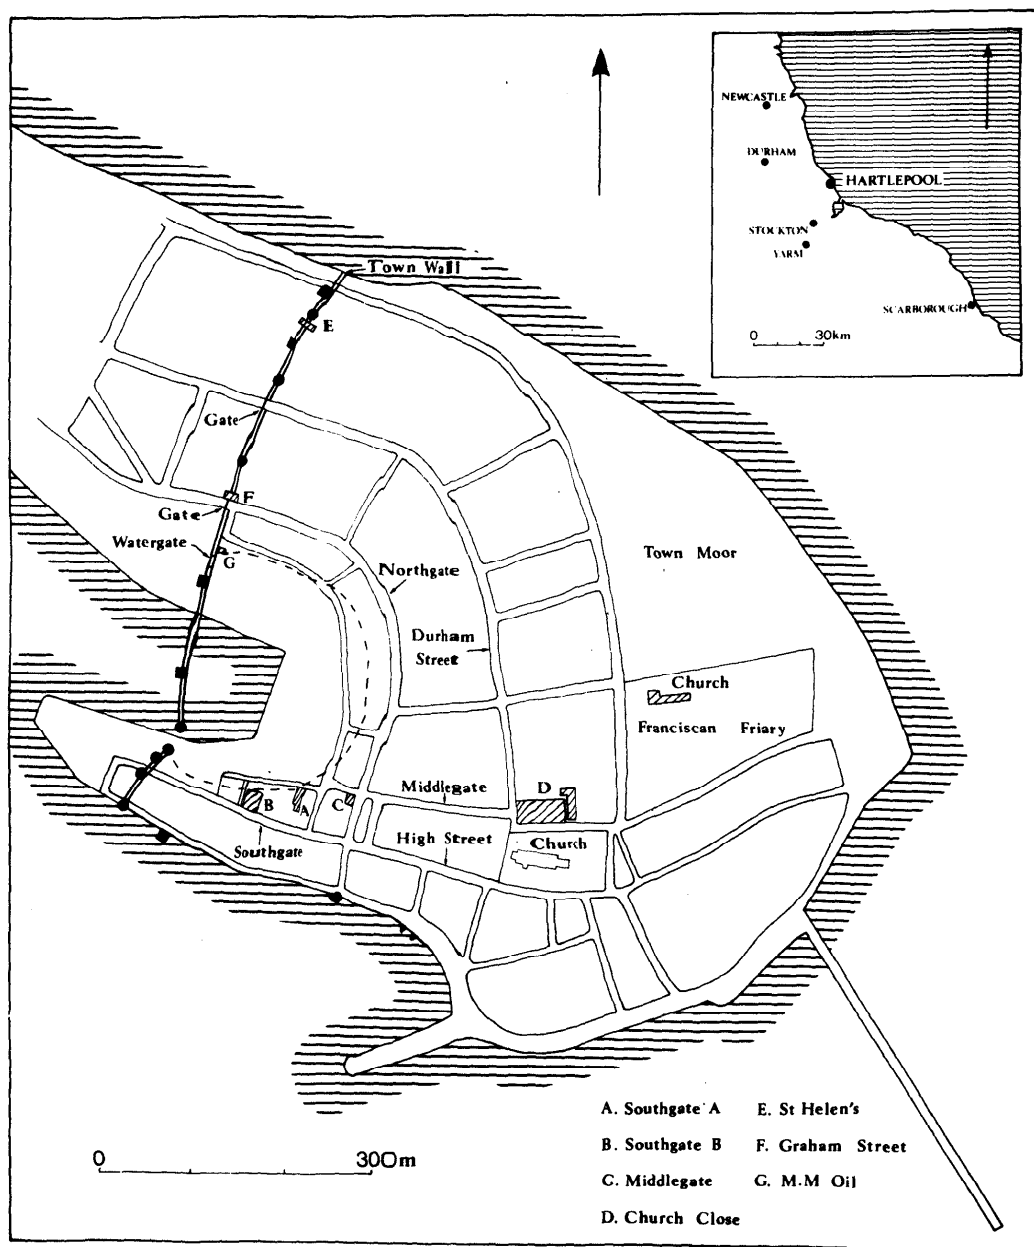 NEWCASTLE
DURHAM
HARTLEPOOL
STOCKTON
YARM
SCARBOROUGH
0 30km
Town Wall
E
Gate
F
Gate
Watergate
G
Northgate
Town Moor
Durham
Street
Church
Franciscan Friary
Middlegate
D
B
A
C
High Street
Church
Southgate
A. Southgate A
E. St Helen's
B. Southgate B
F. Graham Street
C. Middlegate
G. M.M Oil
D. Church Close
0 300m